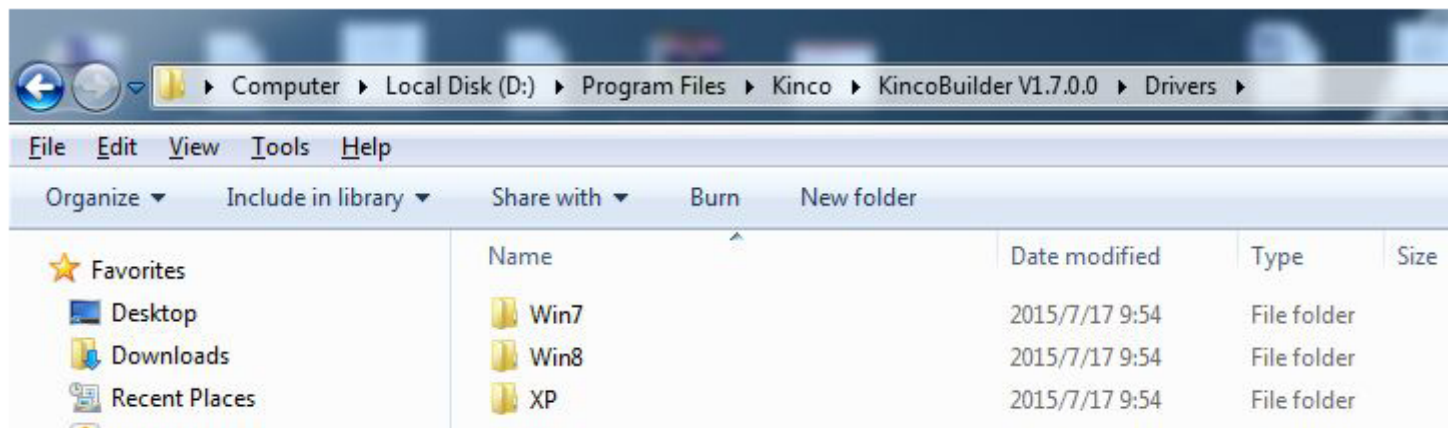 Computer ▸ Local Disk (D:) ▸ Program Files ▸ Kinco ▸ KincoBuilder V1.7.0.0 ▸ Drivers ▸
File Edit View Tools Help
Organize ▾ Include in library ▾ Share with ▾ Burn New folder
Favorites
Desktop
Downloads
Recent Places
Name Date modified Type Size
Win7 2015/7/17 9:54 File folder
Win8 2015/7/17 9:54 File folder
XP 2015/7/17 9:54 File folder